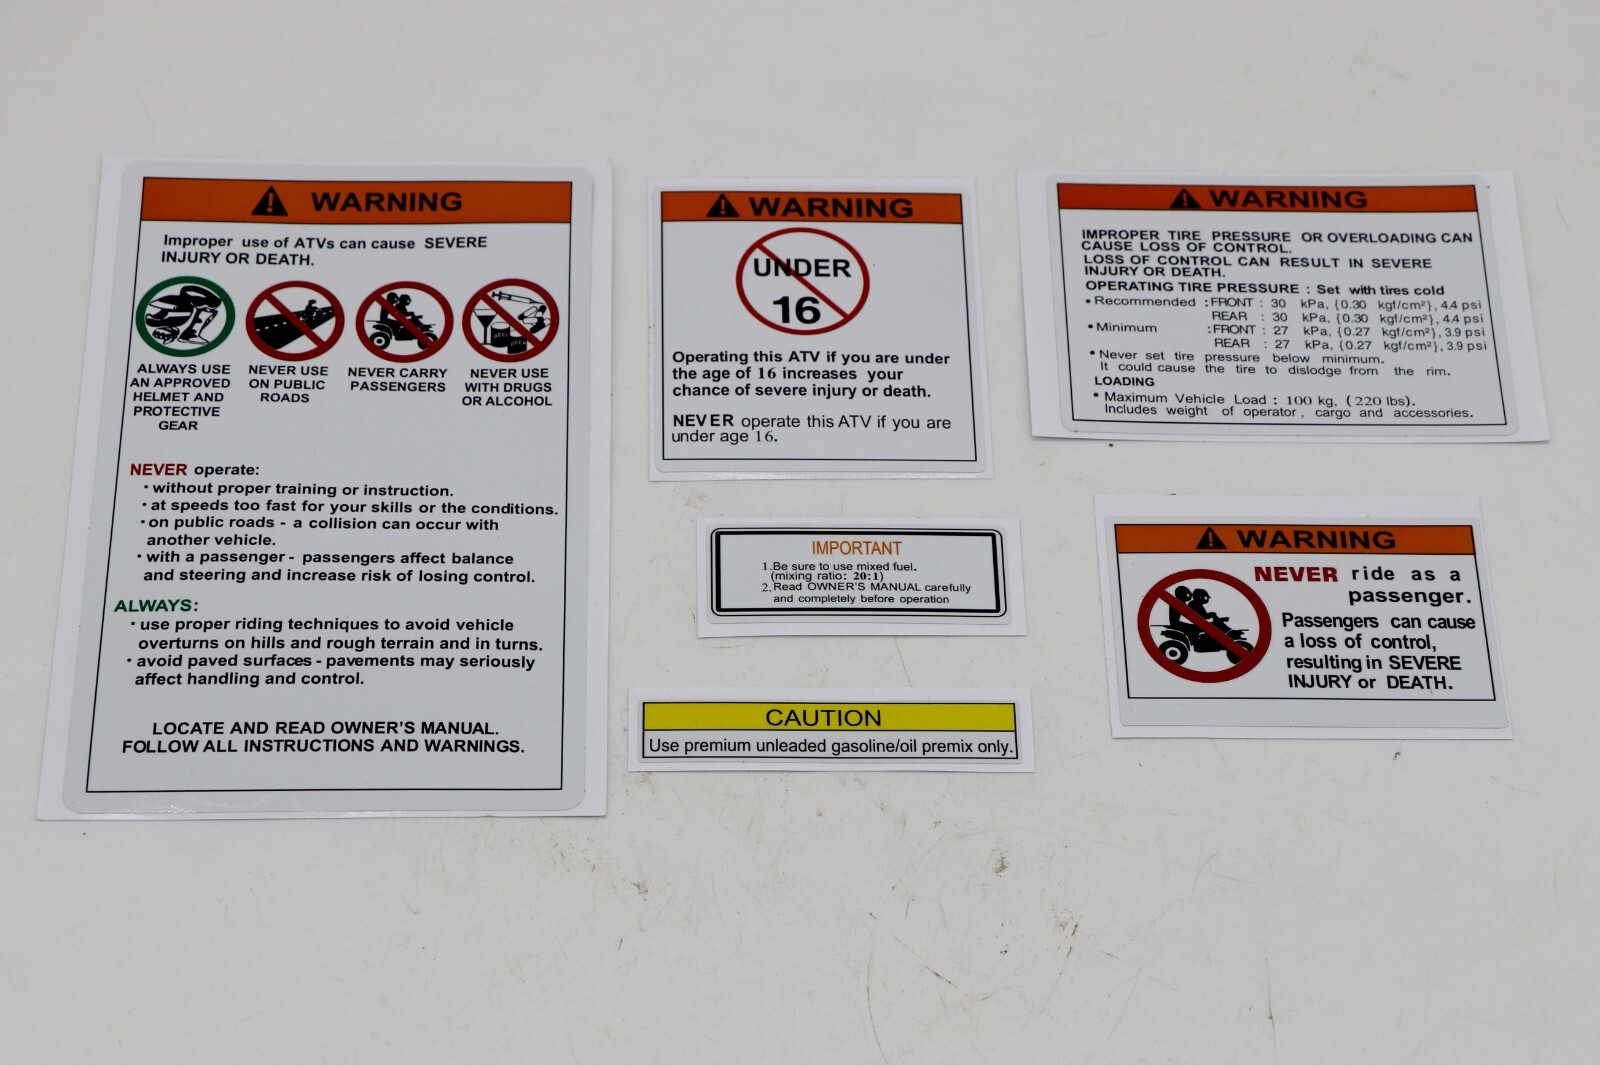 WARNING
Improper use of ATVs can cause SEVERE
INJURY OR DEATH.
ALWAYS USE
AN APPROVED
HELMET AND
PROTECTIVE
GEAR
NEVER USE
ON PUBLIC
ROADS
NEVER CARRY
PASSENGERS
NEVER USE
WITH DRUGS
OR ALCOHOL
NEVER operate:
• without proper training or instruction.
• at speeds too fast for your skills or the conditions.
• on public roads - a collision can occur with
another vehicle.
• with a passenger - passengers affect balance
and steering and increase risk of losing control.
ALWAYS:
• use proper riding techniques to avoid vehicle
overturns on hills and rough terrain and in turns.
• avoid paved surfaces - pavements may seriously
affect handling and control.
LOCATE AND READ OWNER'S MANUAL.
FOLLOW ALL INSTRUCTIONS AND WARNINGS.
WARNING
UNDER
16
Operating this ATV if you are under
the age of 16 increases your
chance of severe injury or death.
NEVER operate this ATV if you are
under age 16.
IMPORTANT
1.Be sure to use mixed fuel.
(mixing ratio: 20:1)
2.Read OWNER'S MANUAL carefully
and completely before operation
CAUTION
Use premium unleaded gasoline/oil premix only.
WARNING
IMPROPER TIRE PRESSURE OR OVERLOADING CAN
CAUSE LOSS OF CONTROL.
LOSS OF CONTROL CAN RESULT IN SEVERE
INJURY OR DEATH.
OPERATING TIRE PRESSURE : Set with tires cold
• Recommended : FRONT : 30 kPa, {0.30 kgf/cm²}, 4.4 psi
REAR : 30 kPa, {0.30 kgf/cm²}, 4.4 psi
• Minimum : FRONT : 27 kPa, {0.27 kgf/cm²}, 3.9 psi
REAR : 27 kPa, {0.27 kgf/cm²}, 3.9 psi
• Never set tire pressure below minimum.
It could cause the tire to dislodge from the rim.
LOADING
• Maximum Vehicle Load : 100 kg, (220 lbs).
Includes weight of operator, cargo and accessories.
WARNING
NEVER ride as a
passenger.
Passengers can cause
a loss of control,
resulting in SEVERE
INJURY or DEATH.